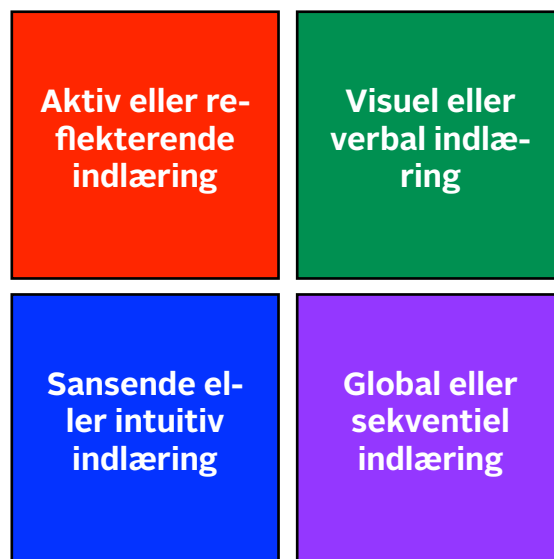 Aktiv eller re-
flekterende
indlæring
Visuel eller
verbal indlæ-
ring
Sansende el-
ler intuitiv
indlæring
Global eller
sekventiel
indlæring